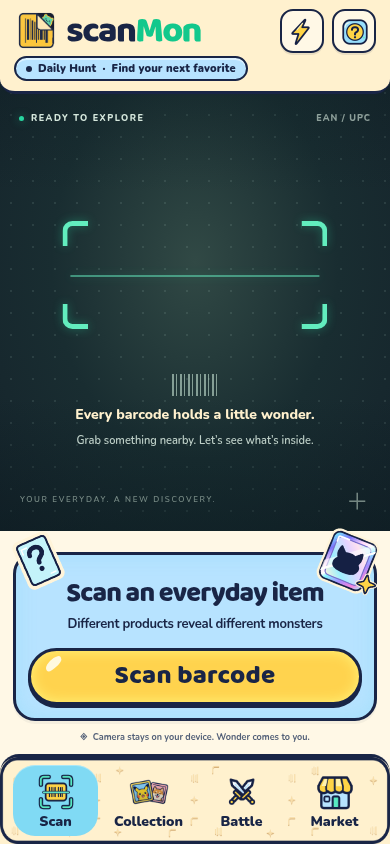 scanMon
Daily Hunt · Find your next favorite
READY TO EXPLORE
EAN / UPC
Every barcode holds a little wonder.
Grab something nearby. Let's see what's inside.
YOUR EVERYDAY. A NEW DISCOVERY.
Scan an everyday item
Different products reveal different monsters
Scan barcode
Camera stays on your device. Wonder comes to you.
Scan
Collection
Battle
Market